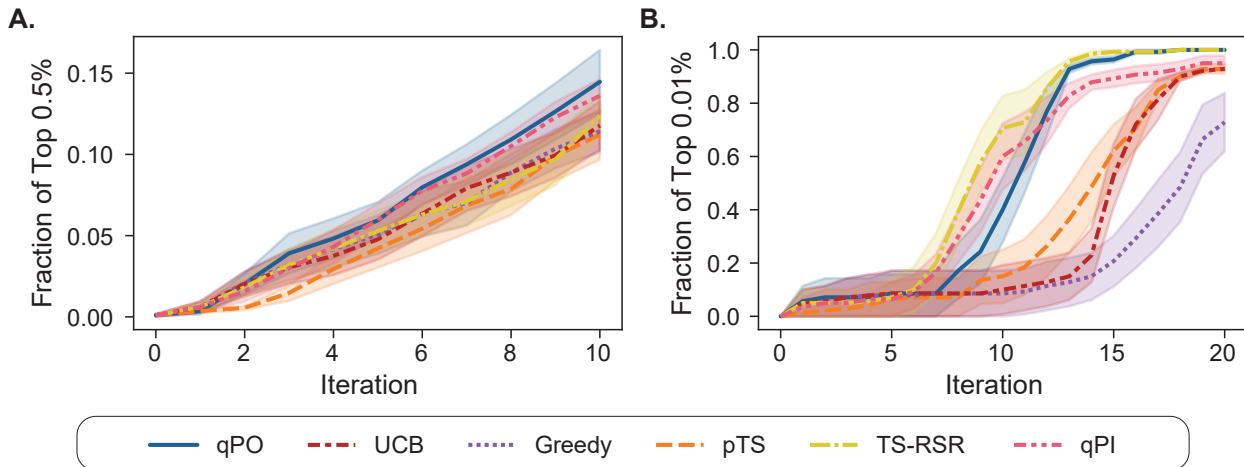 A.
Fraction of Top 0.5%
0.15
0.10
0.05
0.00
0 2 4 6 8 10
Iteration
B.
Fraction of Top 0.01%
1.0
0.8
0.6
0.4
0.2
0.0
0 5 10 15 20
Iteration
qPO UCB Greedy pTS TS-RSR qPI